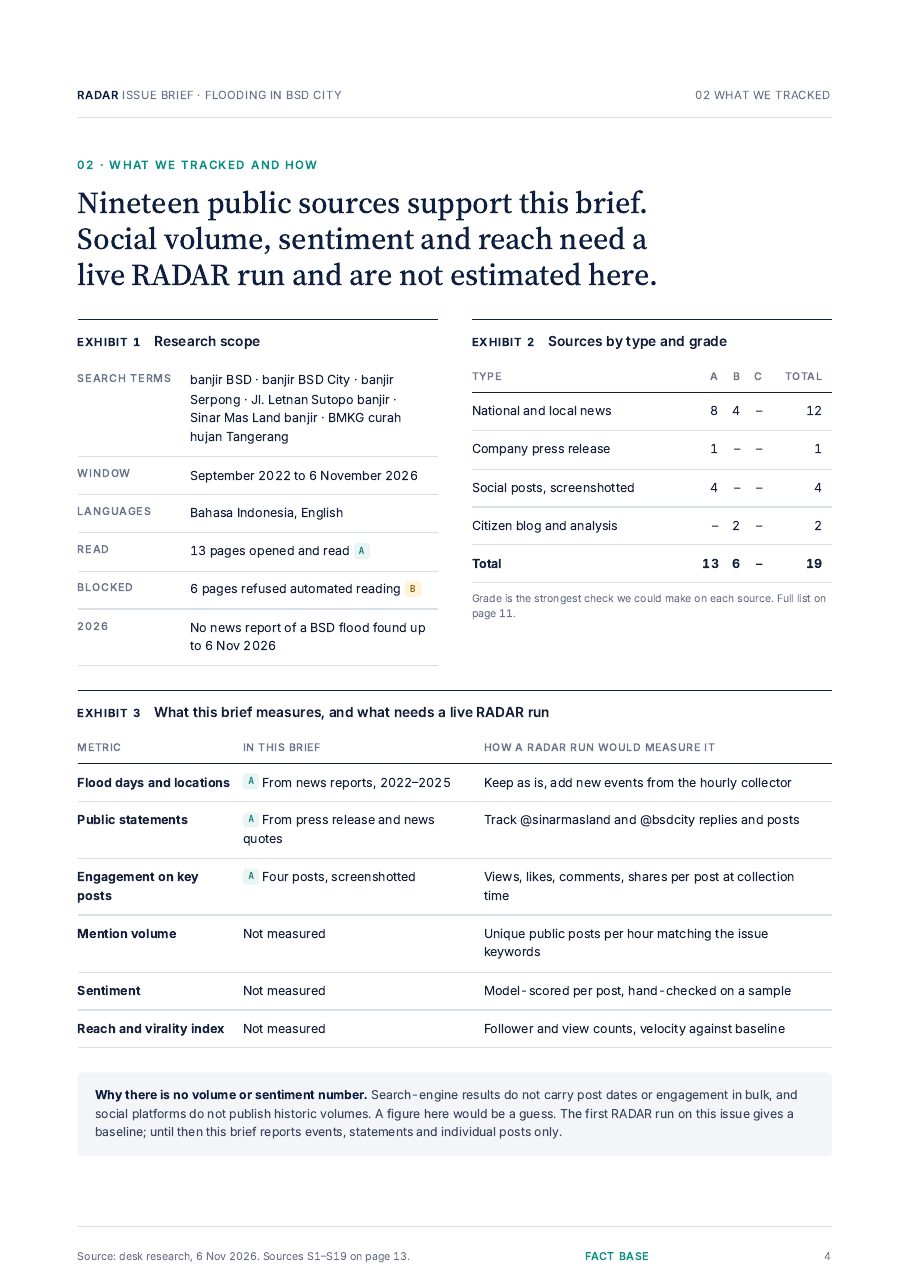 RADAR ISSUE BRIEF · FLOODING IN BSD CITY
02 WHAT WE TRACKED
02 · WHAT WE TRACKED AND HOW
Nineteen public sources support this brief.
Social volume, sentiment and reach need a
live RADAR run and are not estimated here.
EXHIBIT 1 Research scope
SEARCH TERMS banjir BSD · banjir BSD City · banjir
Serpong · Jl. Letnan Sutopo banjir ·
Sinar Mas Land banjir · BMKG curah
hujan Tangerang
WINDOW September 2022 to 6 November 2026
LANGUAGES Bahasa Indonesia, English
READ 13 pages opened and read A
BLOCKED 6 pages refused automated reading B
2026 No news report of a BSD flood found up
to 6 Nov 2026
EXHIBIT 2 Sources by type and grade
TYPE A B C TOTAL
National and local news 8 4 – 12
Company press release 1 – – 1
Social posts, screenshotted 4 – – 4
Citizen blog and analysis – 2 – 2
Total 13 6 – 19
Grade is the strongest check we could make on each source. Full list on
page 11.
EXHIBIT 3 What this brief measures, and what needs a live RADAR run
METRIC IN THIS BRIEF HOW A RADAR RUN WOULD MEASURE IT
Flood days and locations A From news reports, 2022–2025 Keep as is, add new events from the hourly collector
Public statements A From press release and news Track @sinarmasland and @bsdcity replies and posts
quotes
Engagement on key A Four posts, screenshotted Views, likes, comments, shares per post at collection
posts time
Mention volume Not measured Unique public posts per hour matching the issue
keywords
Sentiment Not measured Model-scored per post, hand-checked on a sample
Reach and virality index Not measured Follower and view counts, velocity against baseline
Why there is no volume or sentiment number. Search-engine results do not carry post dates or engagement in bulk, and
social platforms do not publish historic volumes. A figure here would be a guess. The first RADAR run on this issue gives a
baseline; until then this brief reports events, statements and individual posts only.
Source: desk research, 6 Nov 2026. Sources S1–S19 on page 13. FACT BASE 4